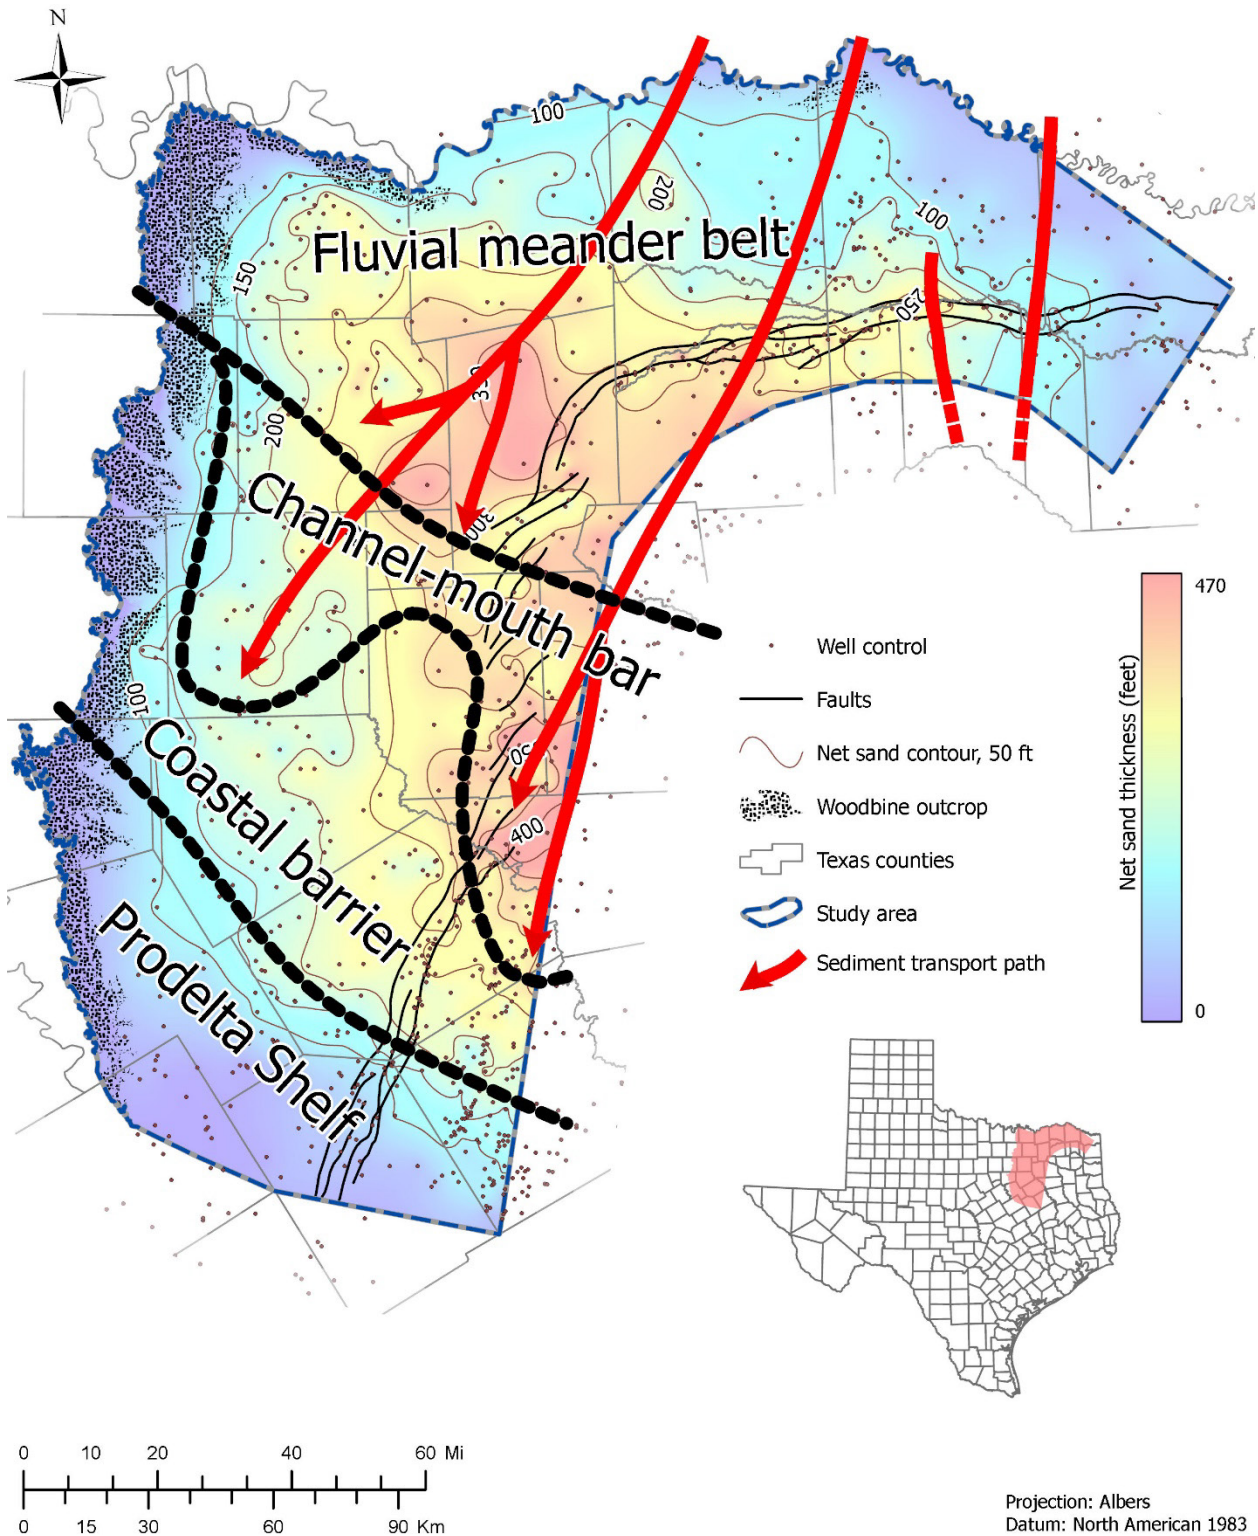 N
100
200
Fluvial meander belt
100
150
250
200
300
Channel-mouth bar
100
Coastal barrier
400
Prodelta Shelf
Well control
Faults
Net sand contour, 50 ft
Woodbine outcrop
Texas counties
Study area
Sediment transport path
Net sand thickness (feet)
470
0
0 10 20 40 60 Mi
0 15 30 60 90 Km
Projection: Albers
Datum: North American 1983